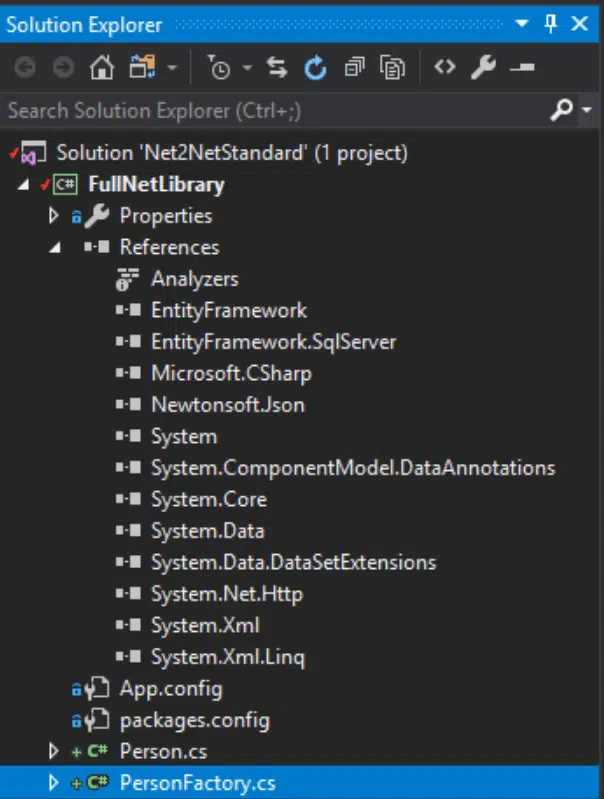 Solution Explorer
Search Solution Explorer (Ctrl+;)
Solution 'Net2NetStandard' (1 project)
C# FullNetLibrary
Properties
References
Analyzers
EntityFramework
EntityFramework.SqlServer
Microsoft.CSharp
Newtonsoft.Json
System
System.ComponentModel.DataAnnotations
System.Core
System.Data
System.Data.DataSetExtensions
System.Net.Http
System.Xml
System.Xml.Linq
App.config
packages.config
C# Person.cs
C# PersonFactory.cs